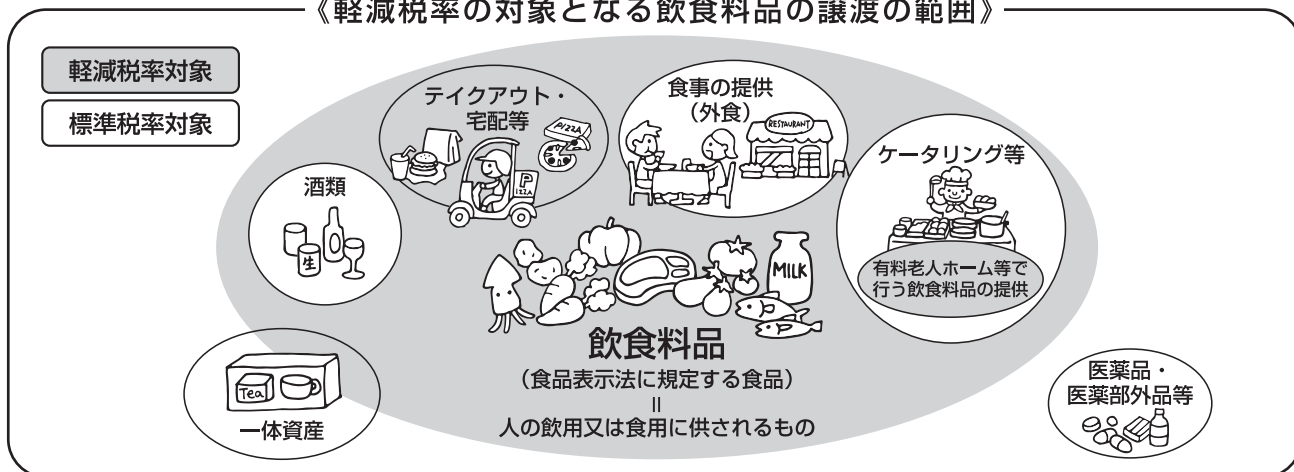 《軽減税率の対象となる飲食料品の譲渡の範囲》
軽減税率対象
標準税率対象
テイクアウト・
宅配等
PIZZA
P
IZZA
食事の提供
（外食）
RESTAURANT
ケータリング等
有料老人ホーム等で
行う飲食料品の提供
酒類
生
MILK
飲食料品
（食品表示法に規定する食品）
＝
人の飲用又は食用に供されるもの
Tea
一体資産
医薬品・
医薬部外品等